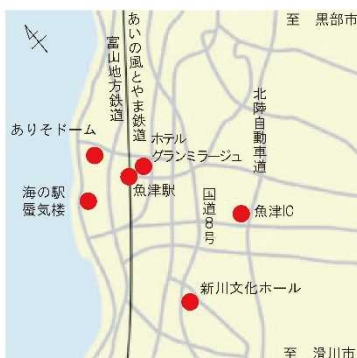 至 黒部市
あいの風とやま鉄道
富山地方鉄道
北陸自動車道
ありそドーム
ホテル
グランミラージュ
魚津駅
海の駅
蜃気楼
国道8号
魚津IC
新川文化ホール
至 滑川市